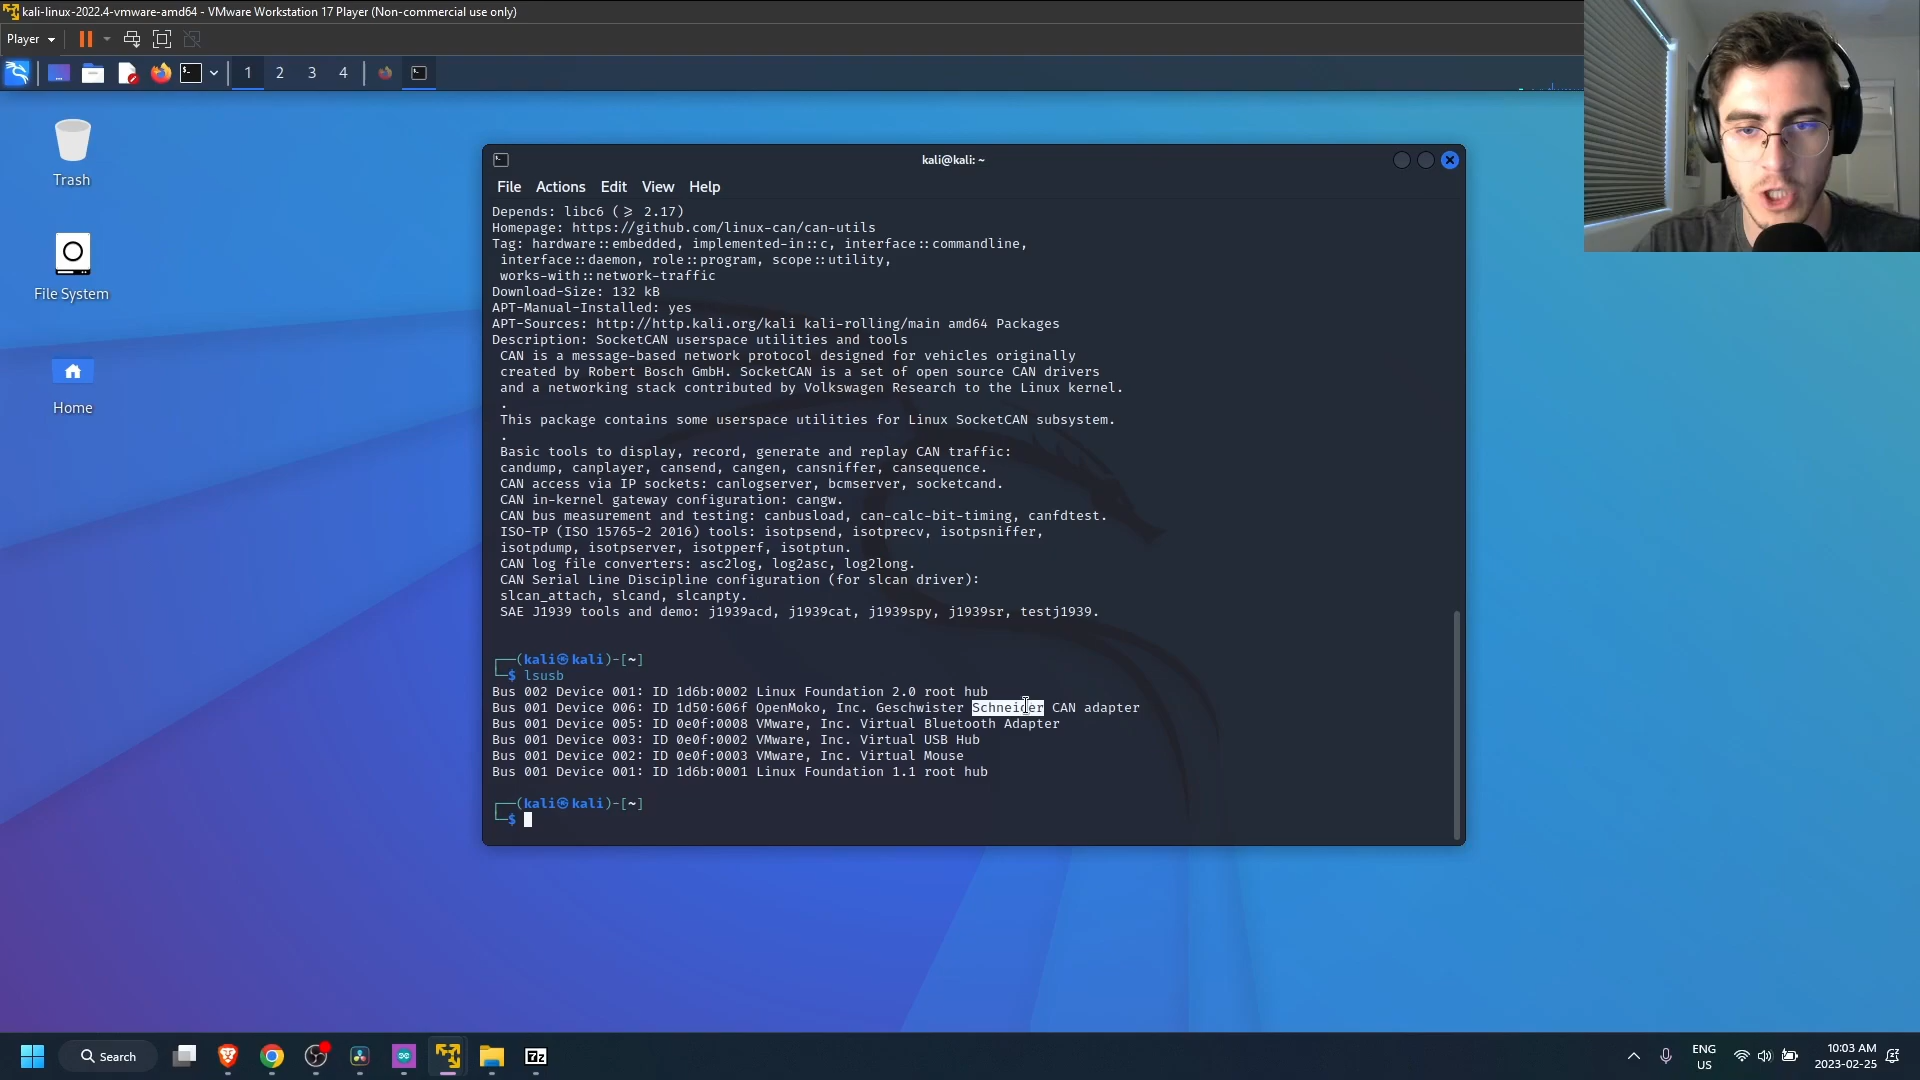 kali-linux-2022.4-vmware-amd64 - VMware Workstation 17 Player (Non-commercial use only)
Player
1 2 3 4
Trash
File System
Home
kali@kali: ~
File Actions Edit View Help
Depends: libc6 (⩾ 2.17)
Homepage: https://github.com/linux-can/can-utils
Tag: hardware::embedded, implemented-in::c, interface::commandline,
interface::daemon, role::program, scope::utility,
works-with::network-traffic
Download-Size: 132 kB
APT-Manual-Installed: yes
APT-Sources: http://http.kali.org/kali kali-rolling/main amd64 Packages
Description: SocketCAN userspace utilities and tools
CAN is a message-based network protocol designed for vehicles originally
created by Robert Bosch GmbH. SocketCAN is a set of open source CAN drivers
and a networking stack contributed by Volkswagen Research to the Linux kernel.
.
This package contains some userspace utilities for Linux SocketCAN subsystem.
.
Basic tools to display, record, generate and replay CAN traffic:
candump, canplayer, cansend, cangen, cansniffer, cansequence.
CAN access via IP sockets: canlogserver, bcmserver, socketcand.
CAN in-kernel gateway configuration: cangw.
CAN bus measurement and testing: canbusload, can-calc-bit-timing, canfdtest.
ISO-TP (ISO 15765-2 2016) tools: isotpsend, isotprecv, isotpsniffer,
isotpdump, isotpserver, isotpperf, isotptun.
CAN log file converters: asc2log, log2asc, log2long.
CAN Serial Line Discipline configuration (for slcan driver):
slcan_attach, slcand, slcanpty.
SAE J1939 tools and demo: j1939acd, j1939cat, j1939spy, j1939sr, testj1939.
┌──(kali㉿kali)-[~]
└─$ lsusb
Bus 002 Device 001: ID 1d6b:0002 Linux Foundation 2.0 root hub
Bus 001 Device 006: ID 1d50:606f OpenMoko, Inc. Geschwister Schneider CAN adapter
Bus 001 Device 005: ID 0e0f:0008 VMware, Inc. Virtual Bluetooth Adapter
Bus 001 Device 003: ID 0e0f:0002 VMware, Inc. Virtual USB Hub
Bus 001 Device 002: ID 0e0f:0003 VMware, Inc. Virtual Mouse
Bus 001 Device 001: ID 1d6b:0001 Linux Foundation 1.1 root hub
┌──(kali㉿kali)-[~]
└─$
Search
7z
ENG
US
10:03 AM
2023-02-25